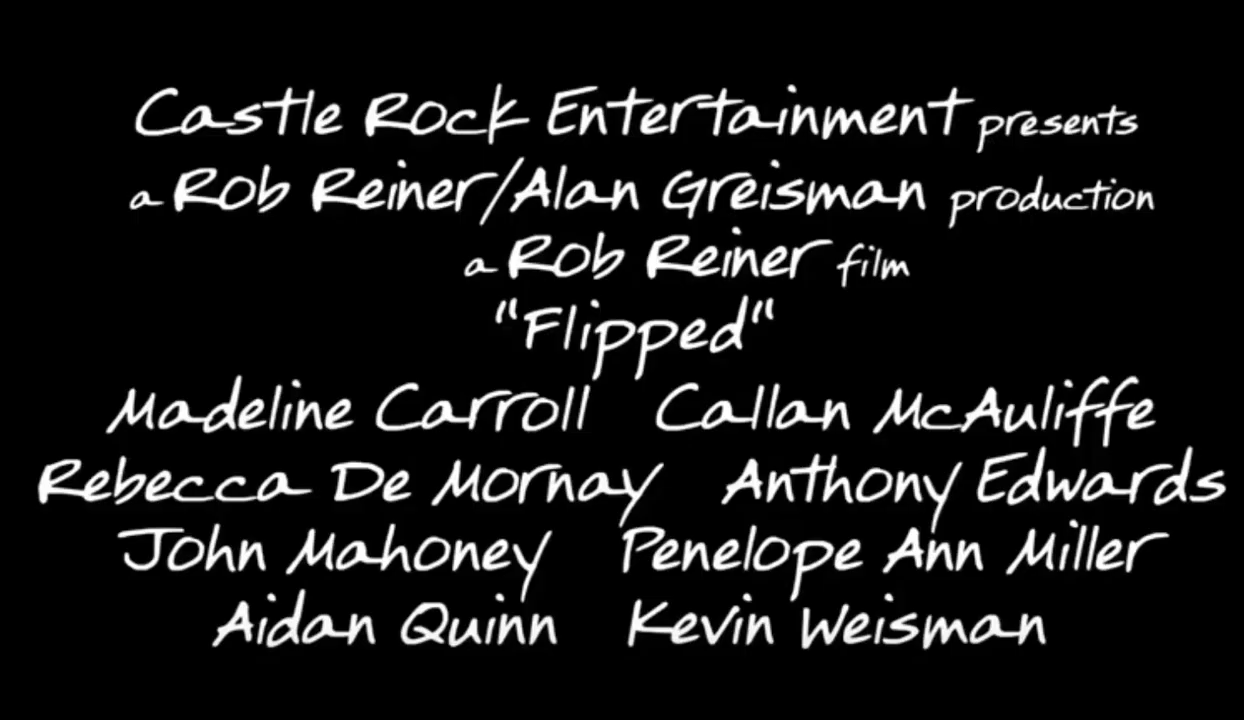 Castle Rock Entertainment presents
a Rob Reiner/Alan Greisman production
a Rob Reiner film
"Flipped"
Madeline Carroll Callan McAuliffe
Rebecca De Mornay Anthony Edwards
John Mahoney Penelope Ann Miller
Aidan Quinn Kevin Weisman